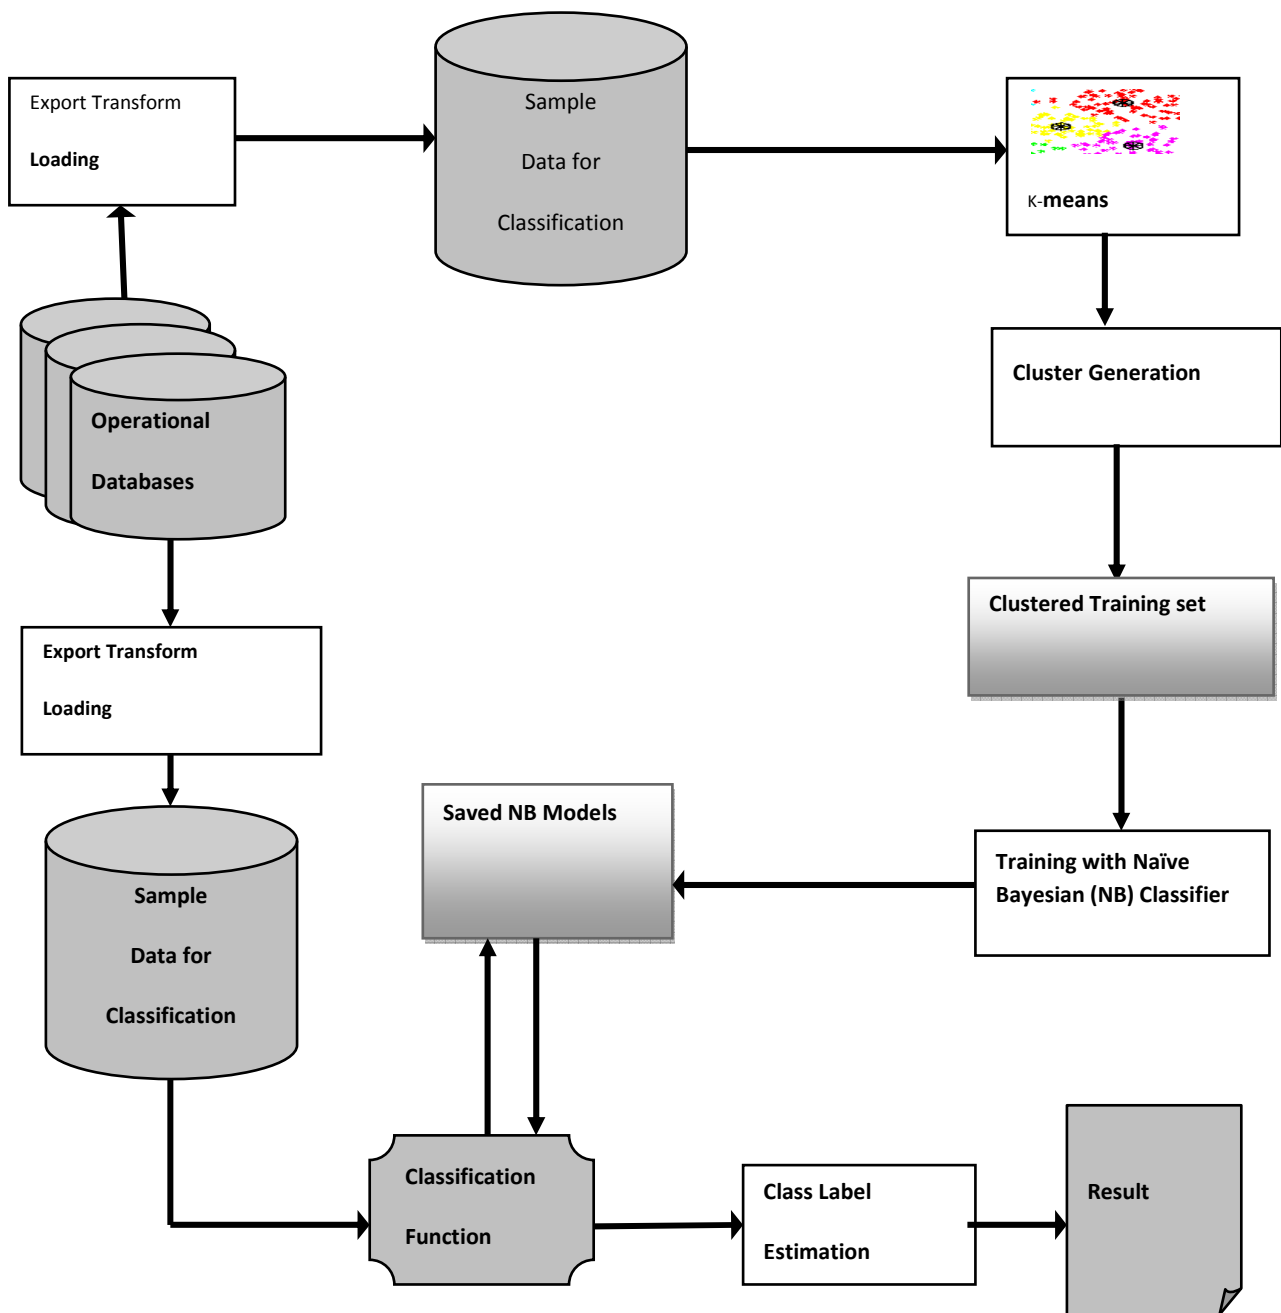 Export Transform
Loading
Sample
Data for
Classification
K-means
Cluster Generation
Operational
Databases
Clustered Training set
Export Transform
Loading
Saved NB Models
Training with Naïve
Bayesian (NB) Classifier
Sample
Data for
Classification
Classification
Function
Class Label
Estimation
Result